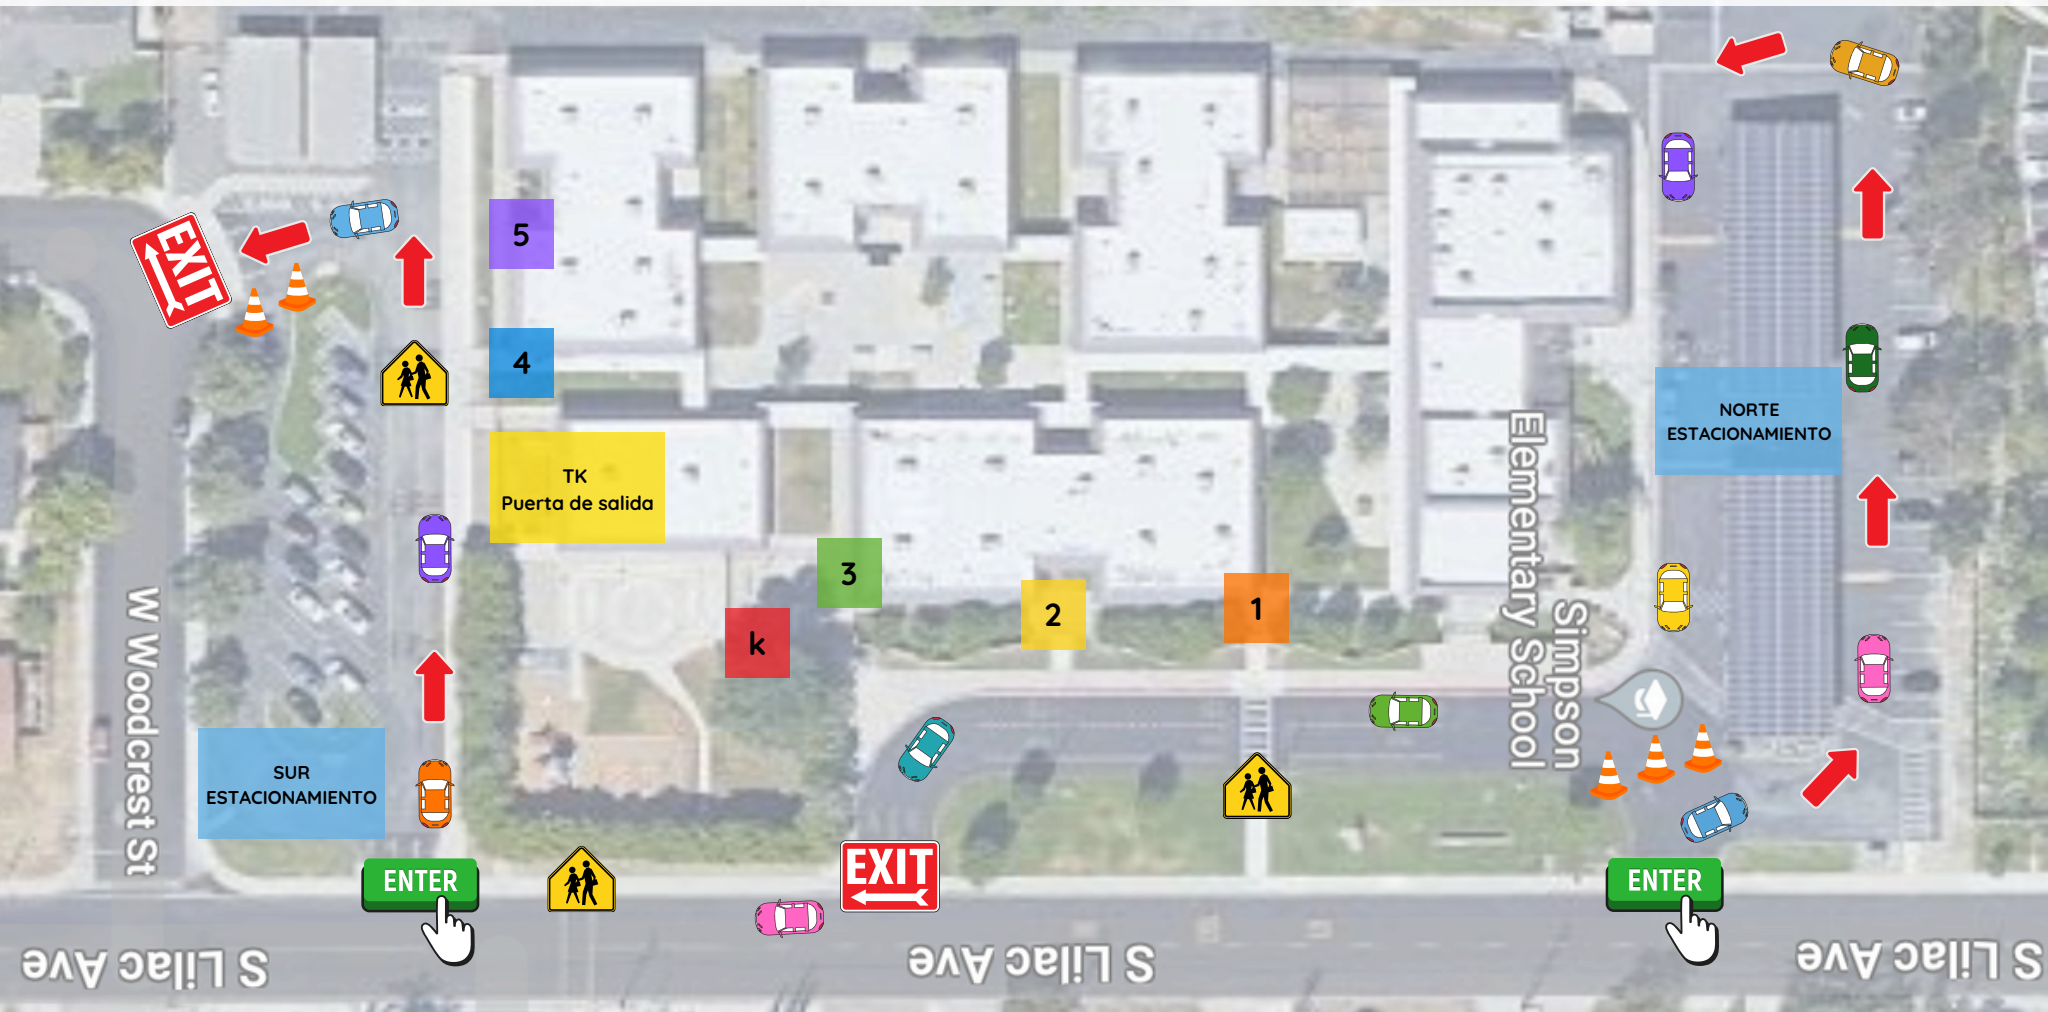 EXIT
5
4
TK
Puerta de salida
3
k
2
1
NORTE
ESTACIONAMIENTO
Simpson
Elementary School
W Woodcrest St
SUR
ESTACIONAMIENTO
ENTER
EXIT
ENTER
S Lilac Ave
S Lilac Ave
S Lilac Ave